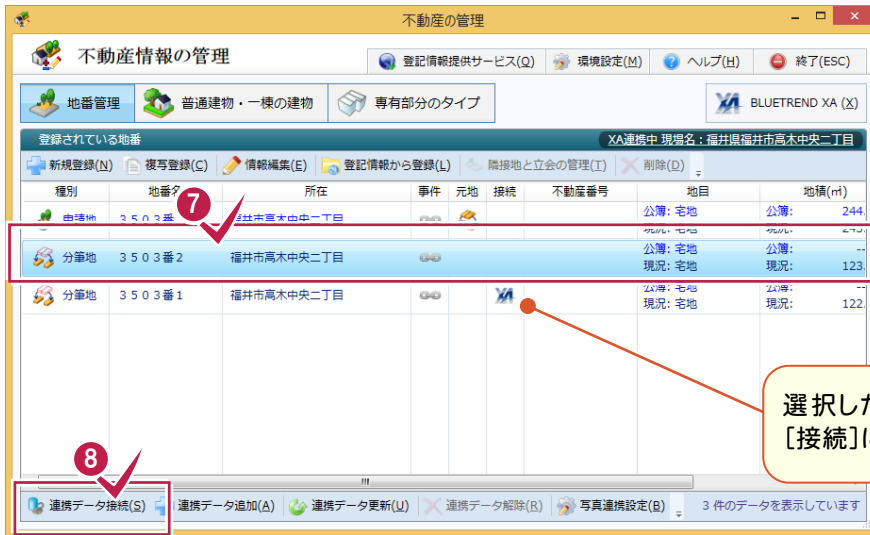 不動産の管理
不動産情報の管理
登記情報提供サービス(Q) 環境設定(M) ヘルプ(H) 終了(ESC)
地番管理 普通建物・一棟の建物 専有部分のタイプ BLUETREND XA (X)
登録されている地番 XA連携中 現場名：福井県福井市高木中央二丁目
新規登録(N) 複写登録(C) 情報編集(E) 登記情報から登録(L) 隣接地と立会の管理(T) 削除(D)
種別 地番名 所在 事件 元地 接続 不動産番号 地目 地積(㎡)
7
申請地 ３５０３番 福井市高木中央二丁目 公簿: 宅地 公簿: 244.
現況: 宅地 現況: 245.
分筆地 ３５０３番２ 福井市高木中央二丁目 公簿: 宅地 公簿: --
現況: 宅地 現況: 123.
分筆地 ３５０３番１ 福井市高木中央二丁目 公簿: 宅地 公簿: --
現況: 宅地 現況: 122.
選択した
［接続］に
8
連携データ接続(S) 連携データ追加(A) 連携データ更新(U) 連携データ解除(R) 写真連携設定(B) 3 件のデータを表示しています